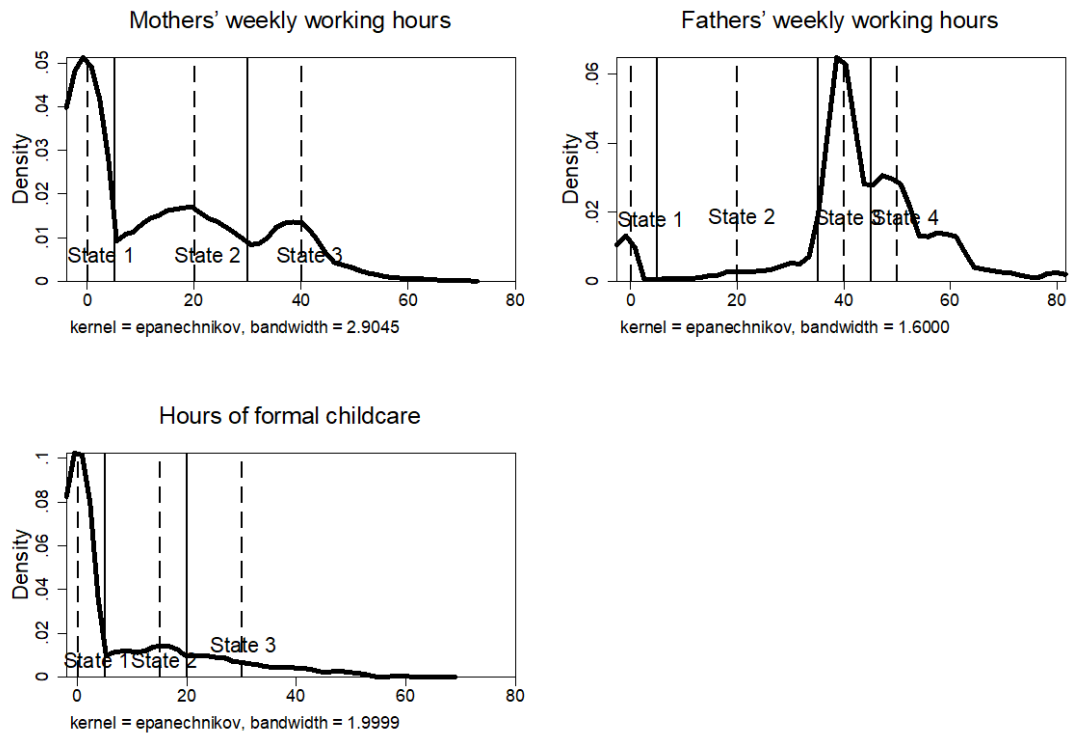 Mothers’ weekly working hours
.05
.04
.03
.02
.01
0
Density
State 1
State 2
State 3
0
20
40
60
80
kernel = epanechnikov, bandwidth = 2.9045
Fathers’ weekly working hours
.06
.04
.02
0
Density
State 1
State 2
State 3
State 4
0
20
40
60
80
kernel = epanechnikov, bandwidth = 1.6000
Hours of formal childcare
.1
.08
.06
.04
.02
0
Density
State 1
State 2
State 3
0
20
40
60
80
kernel = epanechnikov, bandwidth = 1.9999